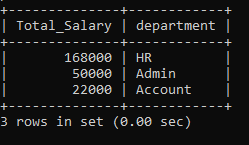 +--------------+------------+
| Total_Salary | department |
+--------------+------------+
|       168000 | HR         |
|        50000 | Admin      |
|        22000 | Account    |
+--------------+------------+
3 rows in set (0.00 sec)